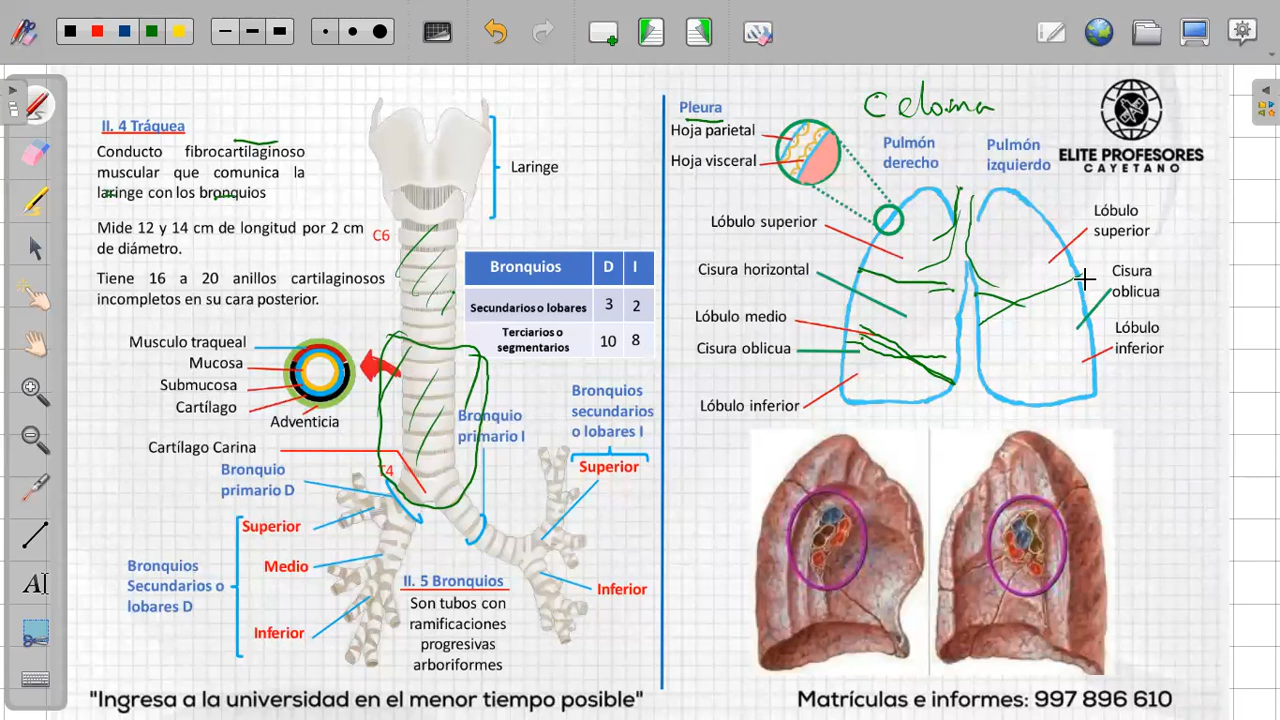 II. 4 Tráquea
Conducto fibrocartilaginoso
muscular que comunica la
laringe con los bronquios
Mide 12 y 14 cm de longitud por 2 cm
de diámetro.
Tiene 16 a 20 anillos cartilaginosos
incompletos en su cara posterior.
Musculo traqueal
Mucosa
Submucosa
Cartílago
Adventicia
Cartílago Carina
Laringe
C6
Bronquios D I
Secundarios o lobares 3 2
Terciarios o
segmentarios 10 8
Bronquio
primario D
Bronquio
primario I
Bronquios
secundarios
o lobares I
Superior
Inferior
Bronquios
Secundarios o
lobares D
Superior
Medio
Inferior
II. 5 Bronquios
Son tubos con
ramificaciones
progresivas
arboriformes
Celoma
Pleura
Hoja parietal
Hoja visceral
Pulmón
derecho
Pulmón
izquierdo
ELITE PROFESORES
CAYETANO
Lóbulo superior
Cisura horizontal
Lóbulo medio
Cisura oblicua
Lóbulo inferior
Lóbulo
superior
Cisura
oblicua
Lóbulo
inferior
"Ingresa a la universidad en el menor tiempo posible"
Matrículas e informes: 997 896 610